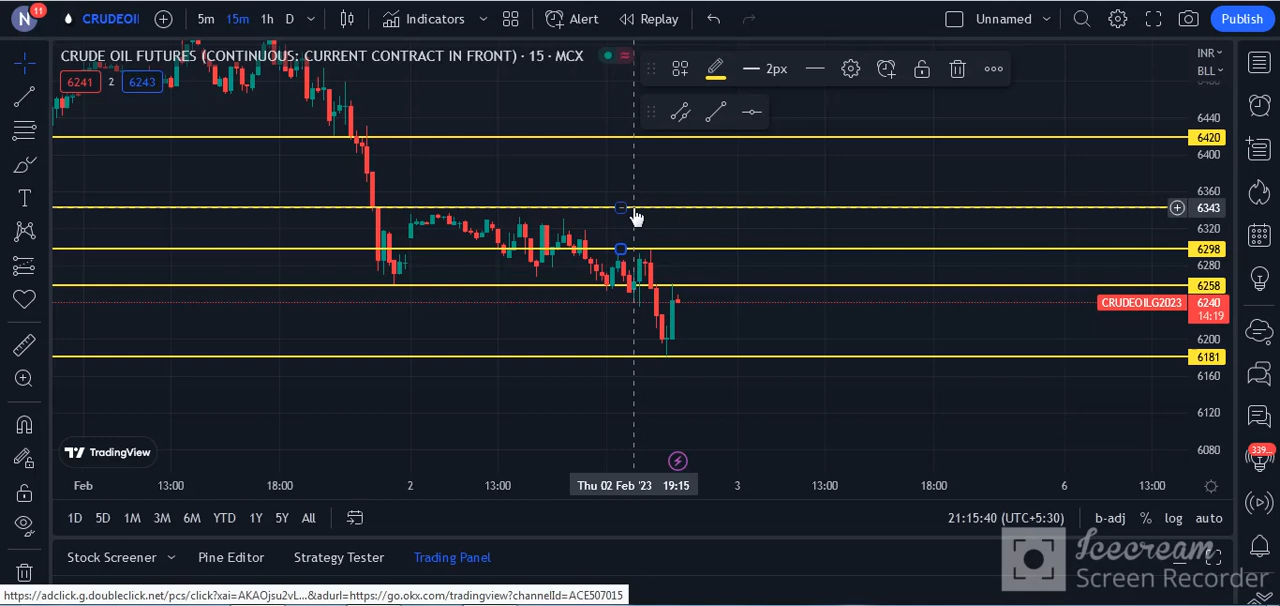 N 11 CRUDEOI 5m 15m 1h D Indicators Alert Replay Unnamed Publish
CRUDE OIL FUTURES (CONTINUOUS: CURRENT CONTRACT IN FRONT) · 15 · MCX
INR
BLL
6241 2 6243
2px
6440
6420
6400
6360
6343
6320
6298
6280
6258
CRUDEOILG2023 6240
14:19
6200
6181
6160
6120
6080
TradingView
Feb 13:00 18:00 2 13:00 Thu 02 Feb '23 19:15 3 13:00 18:00 6 13:00
1D 5D 1M 3M 6M YTD 1Y 5Y All 21:15:40 (UTC+5:30) b-adj % log auto
Stock Screener Pine Editor Strategy Tester Trading Panel
339...
Icecream
Screen Recorder
https://adclick.g.doubleclick.net/pcs/click?xai=AKAOjsu2vL...&adurl=https://go.okx.com/tradingview?channelId=ACE507015